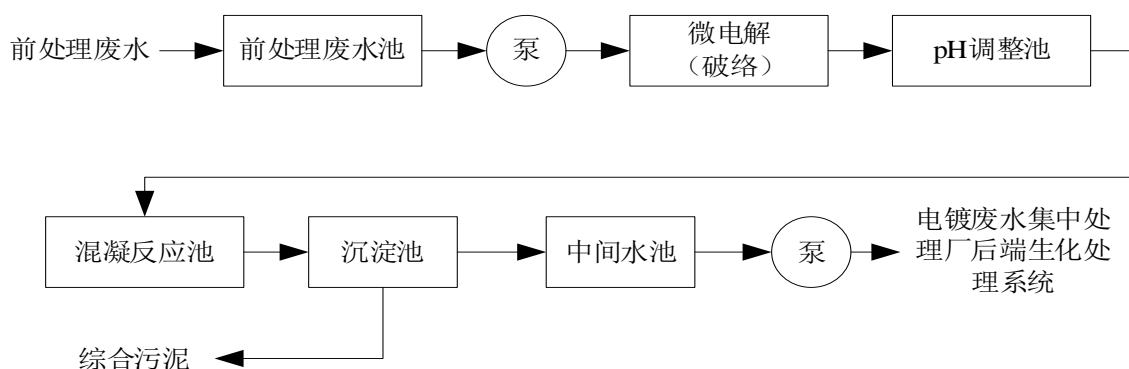 前处理废水
前处理废水池
泵
微电解
（破络）
pH调整池
混凝反应池
沉淀池
中间水池
泵
电镀废水集中处
理厂后端生化处
理系统
综合污泥